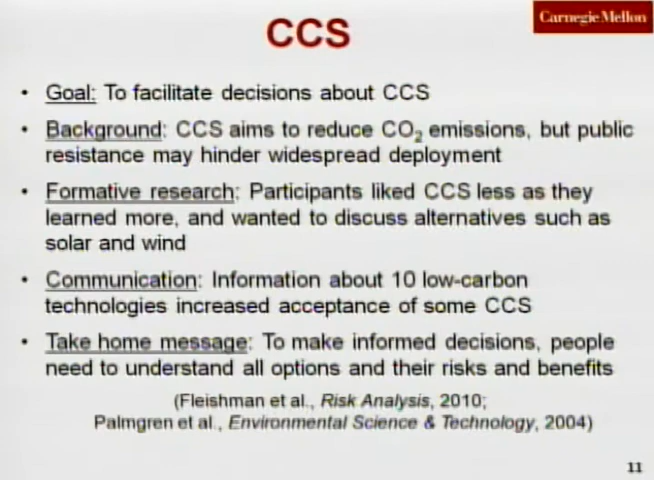 Carnegie Mellon
CCS
• Goal: To facilitate decisions about CCS
• Background: CCS aims to reduce CO₂ emissions, but public
resistance may hinder widespread deployment
• Formative research: Participants liked CCS less as they
learned more, and wanted to discuss alternatives such as
solar and wind
• Communication: Information about 10 low-carbon
technologies increased acceptance of some CCS
• Take home message: To make informed decisions, people
need to understand all options and their risks and benefits
(Fleishman et al., Risk Analysis, 2010;
Palmgren et al., Environmental Science & Technology, 2004)
11